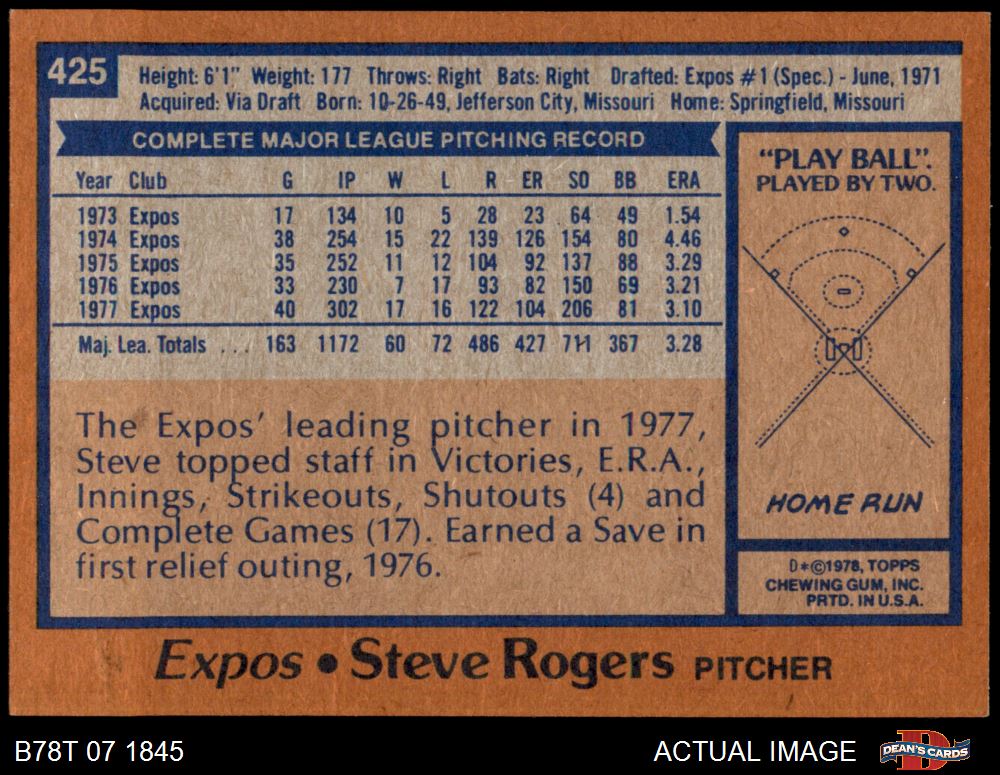 425
Height: 6'1" Weight: 177 Throws: Right Bats: Right Drafted: Expos #1 (Spec.) - June, 1971
Acquired: Via Draft Born: 10-26-49, Jefferson City, Missouri Home: Springfield, Missouri
COMPLETE MAJOR LEAGUE PITCHING RECORD
Year Club G IP W L R ER SO BB ERA
1973 Expos 17 134 10 5 28 23 64 49 1.54
1974 Expos 38 254 15 22 139 126 154 80 4.46
1975 Expos 35 252 11 12 104 92 137 88 3.29
1976 Expos 33 230 7 17 93 82 150 69 3.21
1977 Expos 40 302 17 16 122 104 206 81 3.10
Maj. Lea. Totals . . . 163 1172 60 72 486 427 711 367 3.28
The Expos' leading pitcher in 1977,
Steve topped staff in Victories, E.R.A.,
Innings, Strikeouts, Shutouts (4) and
Complete Games (17). Earned a Save in
first relief outing, 1976.
"PLAY BALL".
PLAYED BY TWO.
HOME RUN
D*©1978, TOPPS
CHEWING GUM, INC.
PRTD. IN U.S.A.
Expos • Steve Rogers PITCHER
B78T 07 1845
ACTUAL IMAGE
D
DEAN'S CARDS